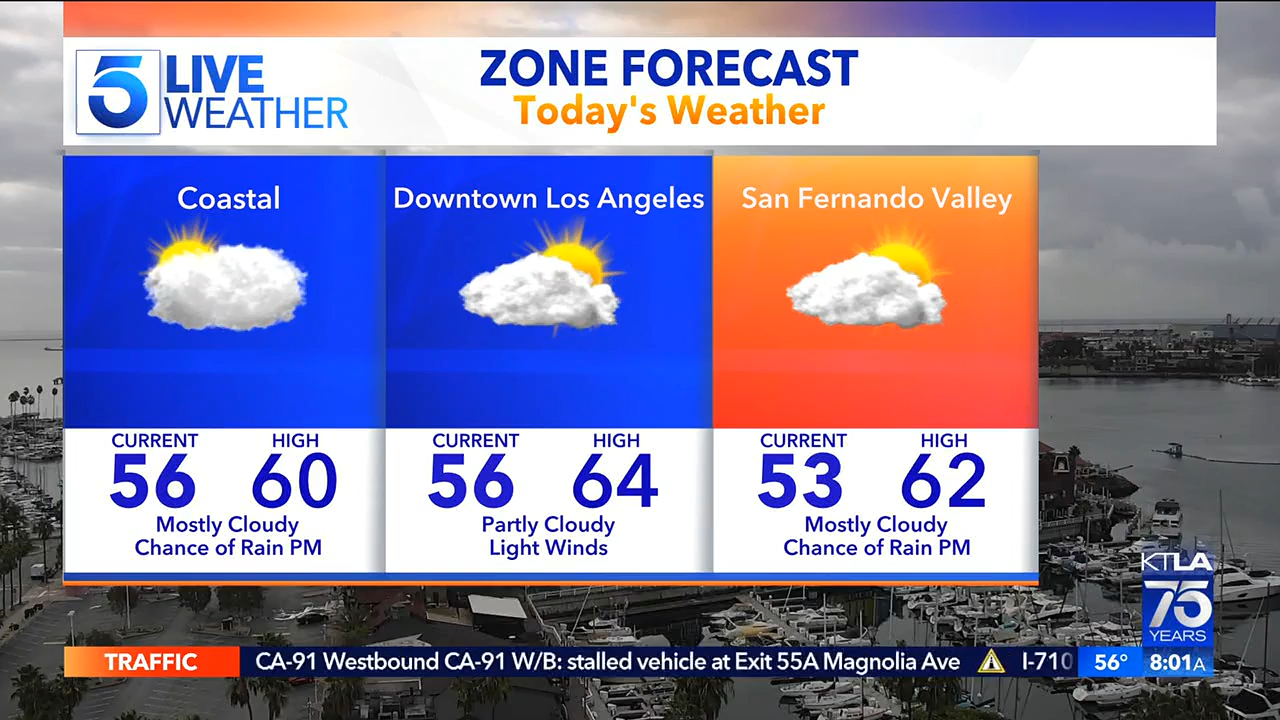 5 LIVE
WEATHER
ZONE FORECAST
Today's Weather
Coastal
CURRENT HIGH
56 60
Mostly Cloudy
Chance of Rain PM
Downtown Los Angeles
CURRENT HIGH
56 64
Partly Cloudy
Light Winds
San Fernando Valley
CURRENT HIGH
53 62
Mostly Cloudy
Chance of Rain PM
KTLA
75
YEARS
TRAFFIC CA-91 Westbound CA-91 W/B: stalled vehicle at Exit 55A Magnolia Ave I-710 56° 8:01A